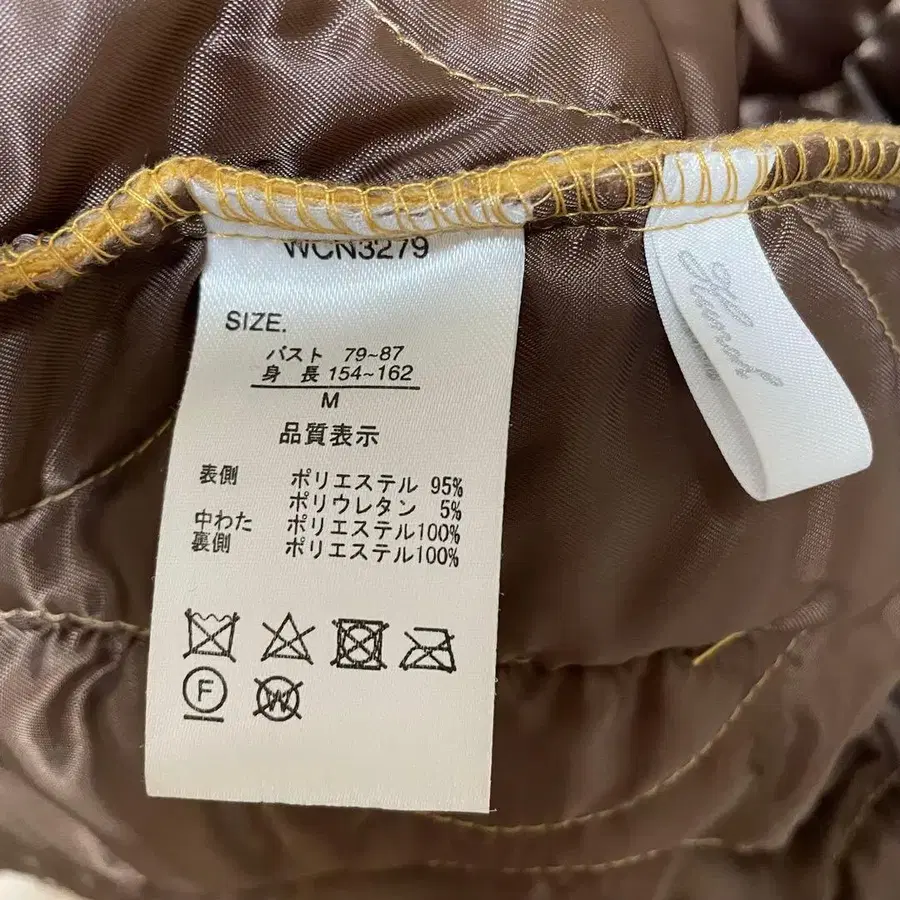 WCN3279
SIZE.
バスト 79~87
身長 154~162
M
品質表示
表側 ポリエステル 95%
ポリウレタン 5%
中わた ポリエステル100%
裏側 ポリエステル100%
F W